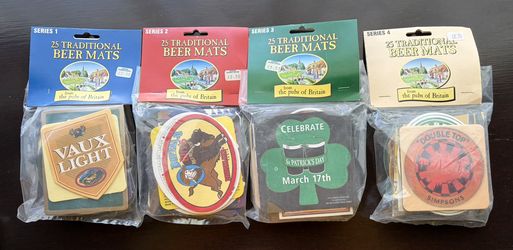 SERIES 1
25 TRADITIONAL
BEER MATS
from
the pubs of Britain
VAUX
LIGHT
SERIES 2
25 TRADITIONAL
BEER MATS
from
the pubs of Britain
SERIES 3
25 TRADITIONAL
BEER MATS
from
the pubs of Britain
CELEBRATE
St PATRICK'S DAY
March 17th
SERIES 4
25 TRADITIONAL
BEER MATS
from
the pubs of Britain
DOUBLE TOP
SIMPSONS